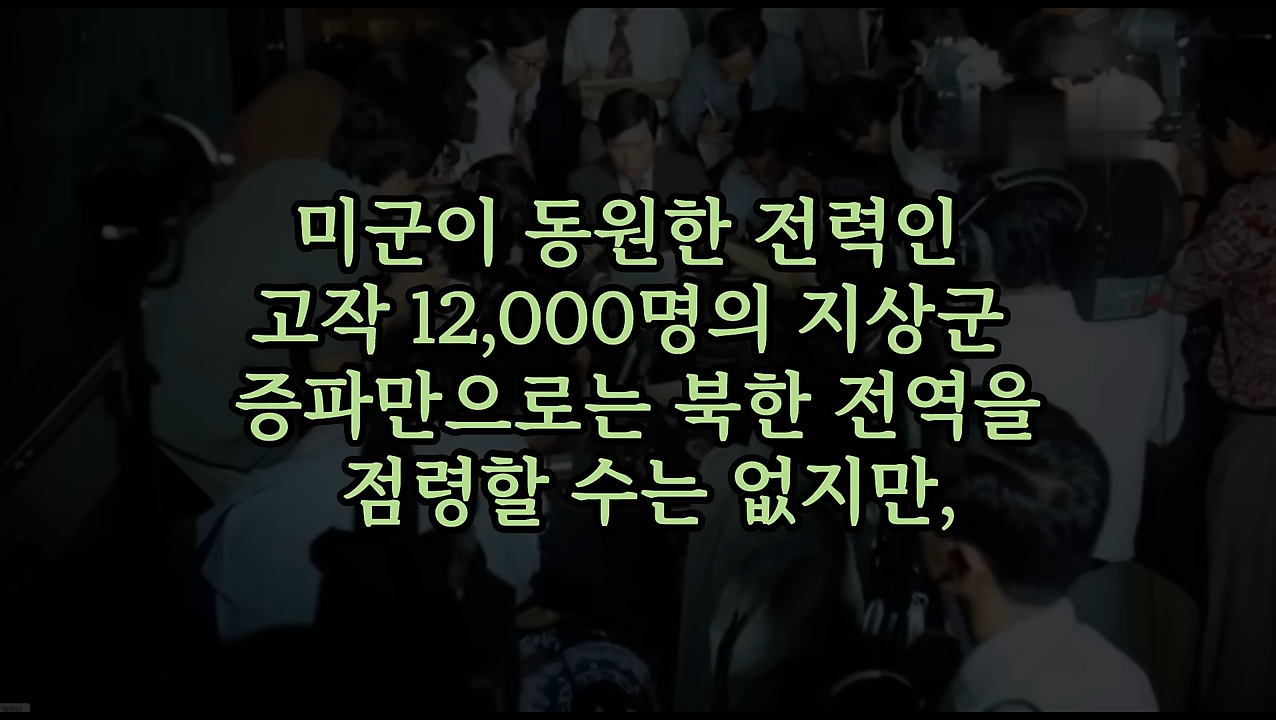 미군이 동원한 전력인
고작 12,000명의 지상군
증파만으로는 북한 전역을
점령할 수는 없지만,